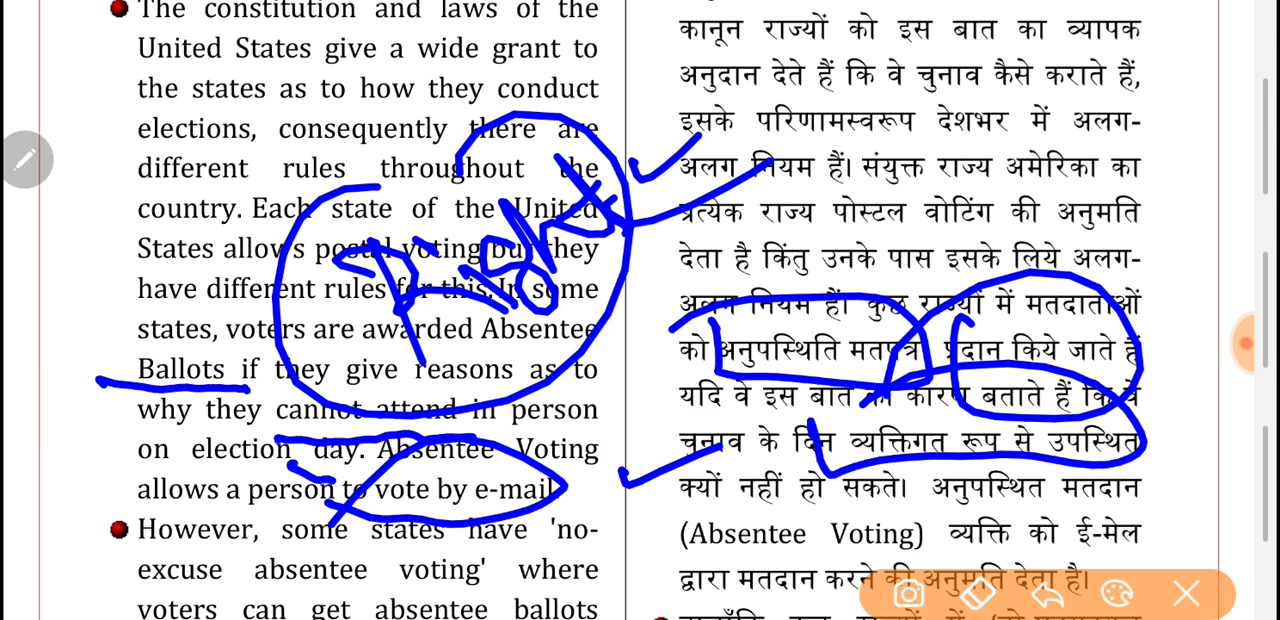 The constitution and laws of the
United States give a wide grant to
the states as to how they conduct
elections, consequently there are
different rules throughout the
country. Each state of the United
States allows postal voting but they
have different rules for this. In some
states, voters are awarded Absentee
Ballots if they give reasons as to
why they cannot attend in person
on election day. Absentee Voting
allows a person to vote by e-mail.
However, some states have 'no-
excuse absentee voting' where
voters can get absentee ballots
Right
कानून राज्यों को इस बात का व्यापक
अनुदान देते हैं कि वे चुनाव कैसे कराते हैं,
इसके परिणामस्वरूप देशभर में अलग-
अलग नियम हैं। संयुक्त राज्य अमेरिका का
प्रत्येक राज्य पोस्टल वोटिंग की अनुमति
देता है किंतु उनके पास इसके लिये अलग-
अलग नियम हैं। कुछ राज्यों में मतदाताओं
को अनुपस्थिति मतपत्र प्रदान किये जाते हैं
यदि वे इस बात का कारण बताते हैं कि वे
चुनाव के दिन व्यक्तिगत रूप से उपस्थित
क्यों नहीं हो सकते। अनुपस्थित मतदान
(Absentee Voting) व्यक्ति को ई-मेल
द्वारा मतदान करने की अनुमति देता है।